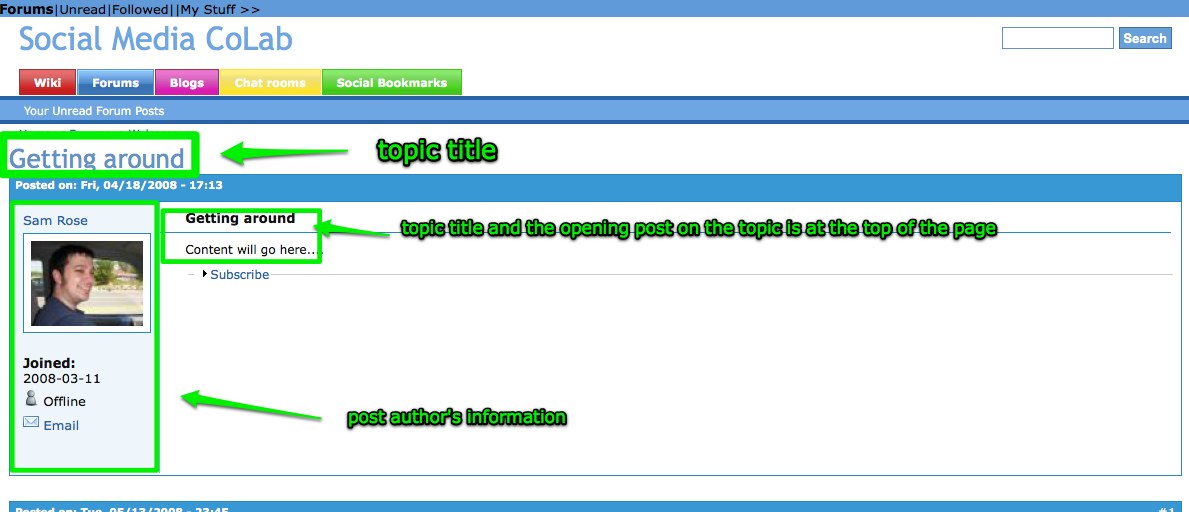 Forums|Unread|Followed||My Stuff >>
Social Media CoLab
Search
Wiki Forums Blogs Chat rooms Social Bookmarks
Your Unread Forum Posts
Getting around
topic title
Posted on: Fri, 04/18/2008 - 17:13
Sam Rose
Getting around
topic title and the opening post on the topic is at the top of the page
Content will go here...
Subscribe
Joined:
2008-03-11
Offline
post author's information
Email
Posted on: Tue, 05/13/2008 - 23:45 #1